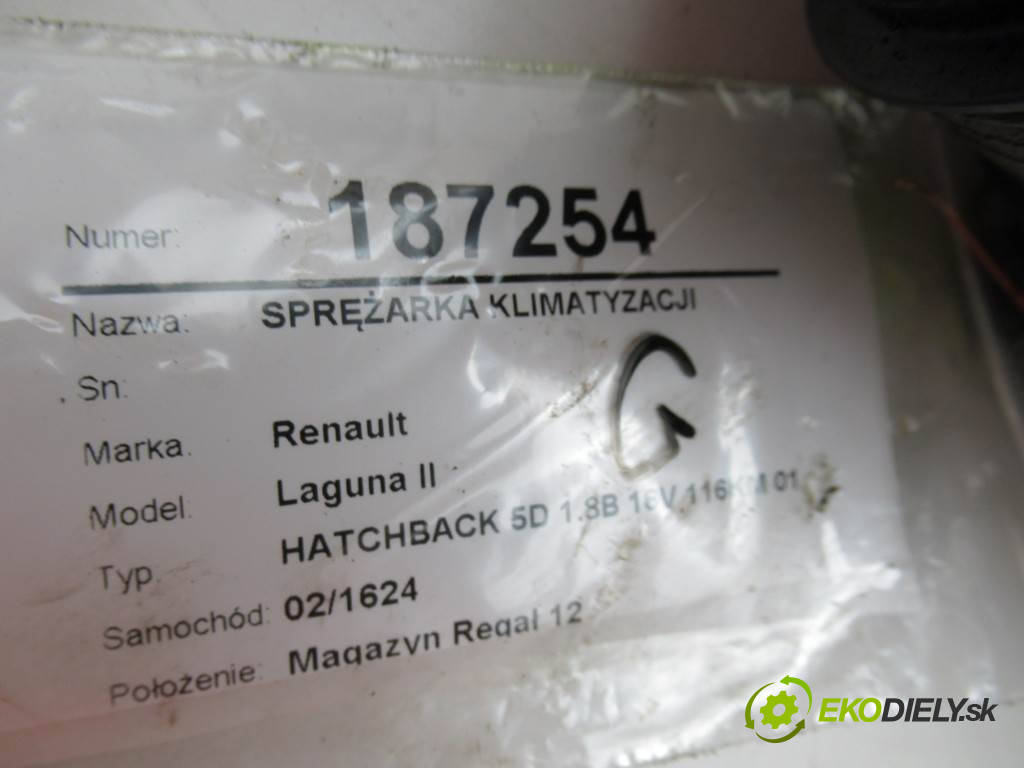 Numer: 187254
Nazwa: SPRĘŻARKA KLIMATYZACJI
Sn:
G
Marka. Renault
Model: Laguna II
Typ. HATCHBACK 5D 1.8B 16V 116KM 01
Samochód: 02/1624
Położenie: Magazyn Regał 12
EKODIELY.sk